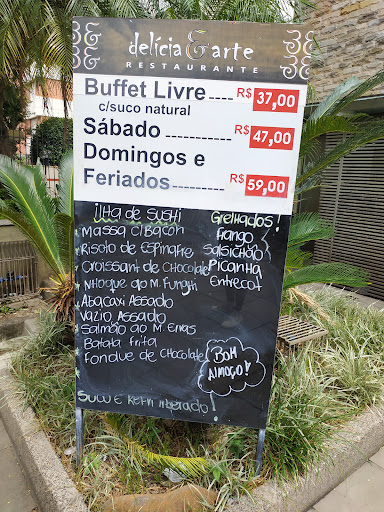 delícia & arte
RESTAURANTE
Buffet Livre ---- R$ 37,00
c/suco natural
Sábado ----------- R$ 47,00
Domingos e
Feriados--------- R$ 59,00
ilha de Sushi
Massa c/Bacon
Risoto de Espinafre
Croissant de Chocolate
Nhoque ao M. Funghi
Abacaxi Assado
Vazio Assado
Salmão ao M. Ervas
Batata frita
Fondue de Chocolate
Grelhados!
Frango
Salsichão
Picanha
Entrecot
Bom
Almoço!
Suco E Refri liberado!